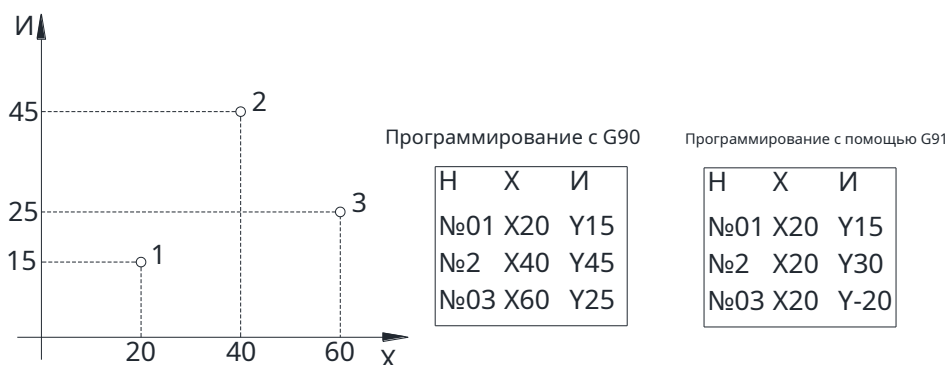 И
45
2
25
3
15
1
20 40 60
X
Программирование с G90
Н Х И
№01 X20 Y15
№2 X40 Y45
№03 X60 Y25
Программирование с помощью G91
Н Х И
№01 X20 Y15
№2 X20 Y30
№03 X20 Y-20